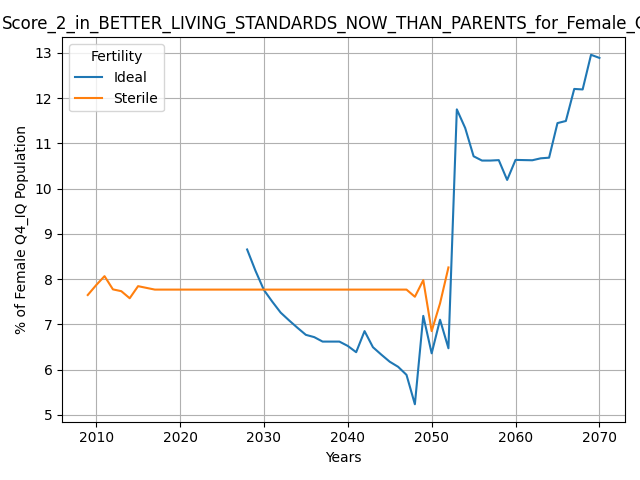 Score_2_in_BETTER_LIVING_STANDARDS_NOW_THAN_PARENTS_for_Female_
Fertility
Ideal
Sterile
13
12
11
10
9
8
7
6
5
% of Female Q4_IQ Population
2010 2020 2030 2040 2050 2060 2070
Years